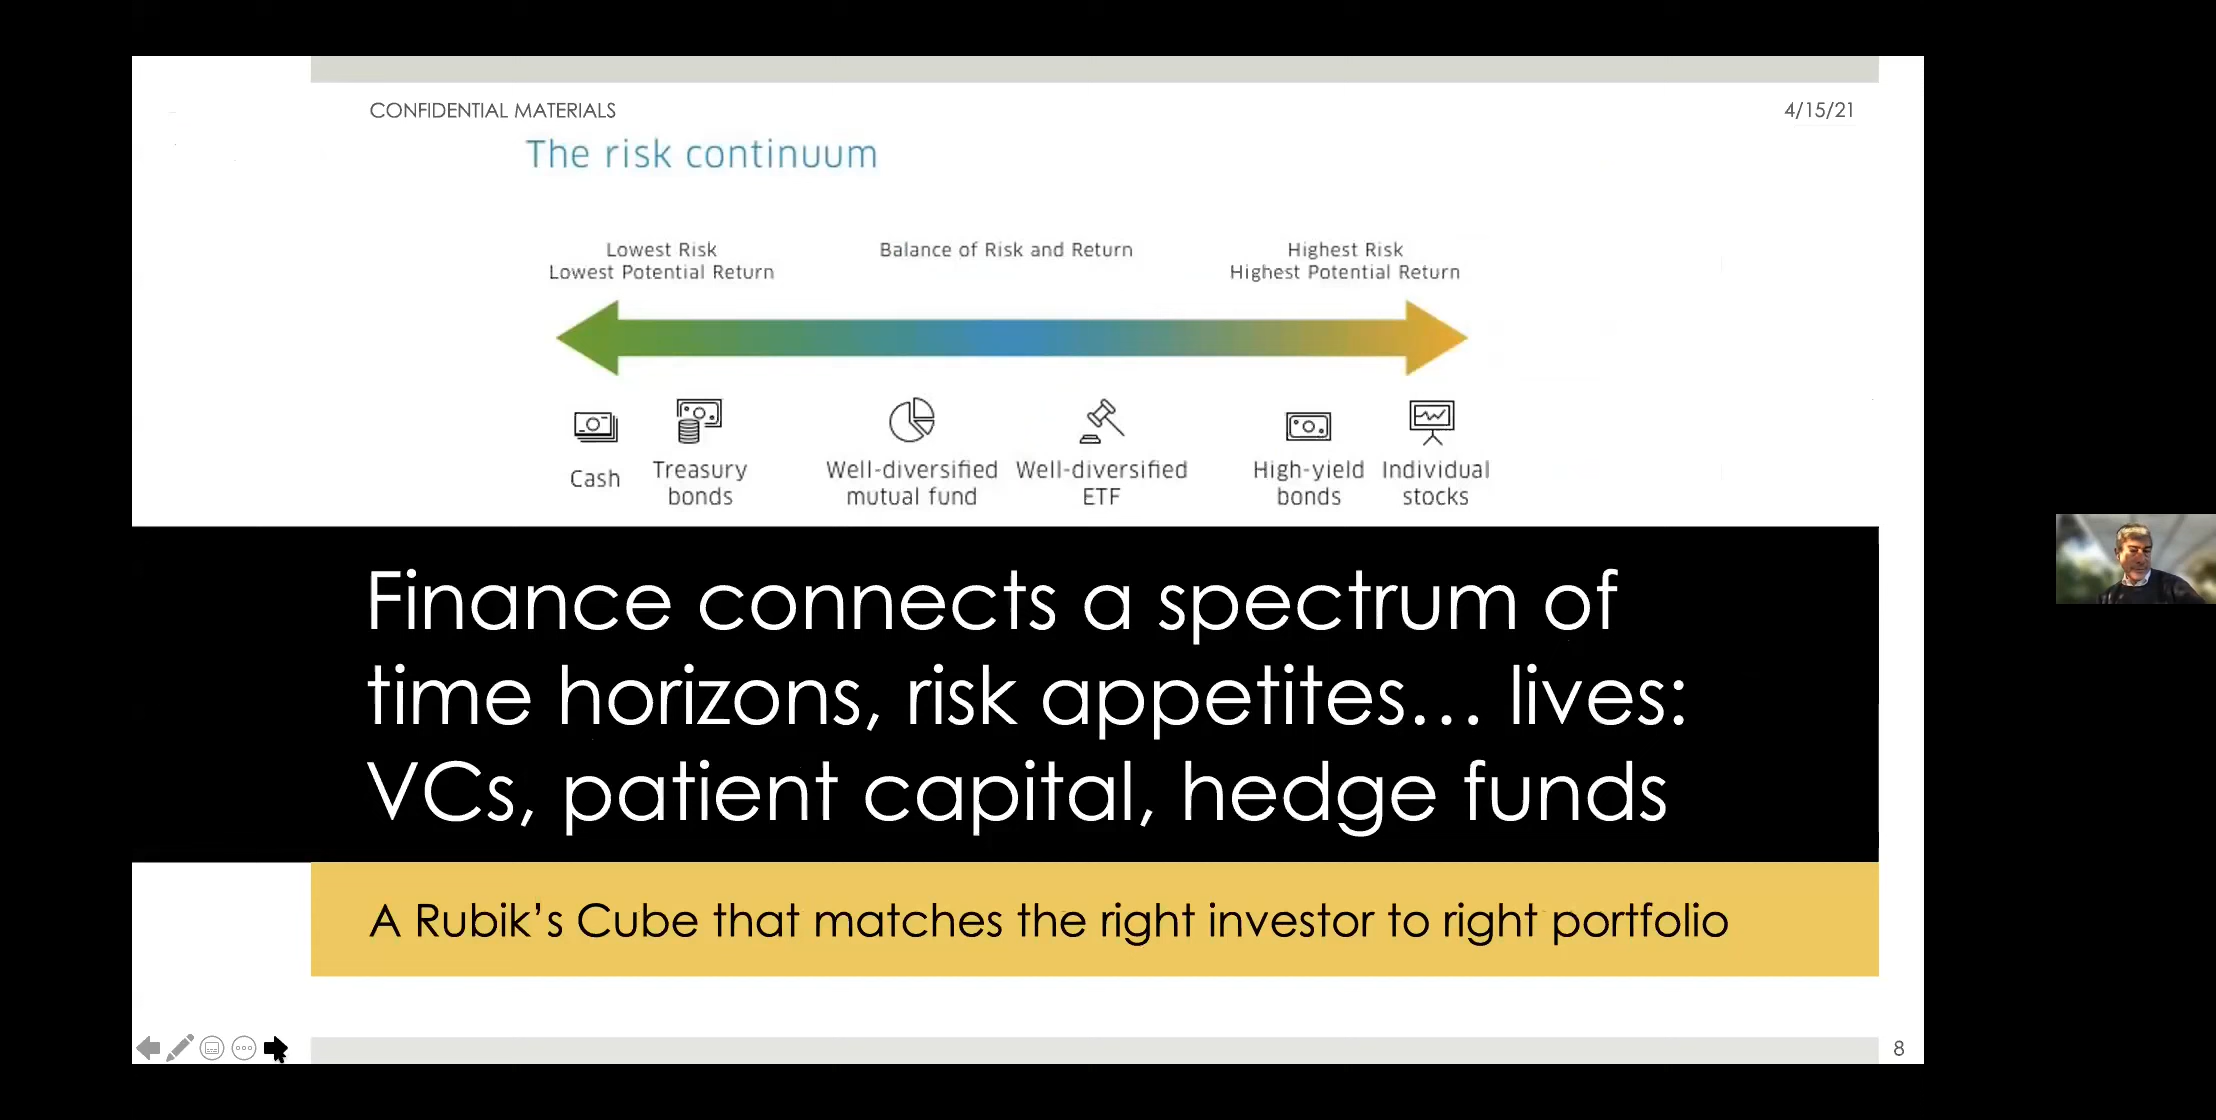 CONFIDENTIAL MATERIALS
4/15/21
The risk continuum
Lowest Risk
Lowest Potential Return
Balance of Risk and Return
Highest Risk
Highest Potential Return
Cash
Treasury
bonds
Well-diversified
mutual fund
Well-diversified
ETF
High-yield
bonds
Individual
stocks
Finance connects a spectrum of
time horizons, risk appetites… lives:
VCs, patient capital, hedge funds
A Rubik’s Cube that matches the right investor to right portfolio
8